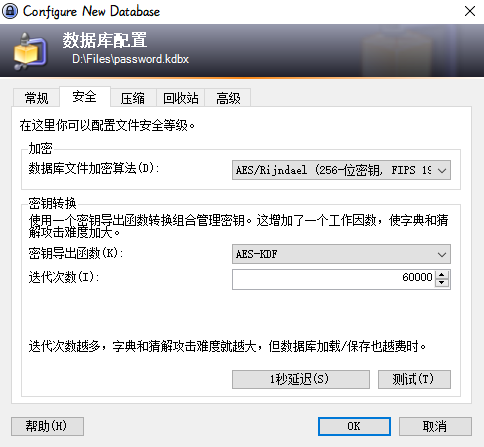 Configure New Database
数据库配置
D:\Files\password.kdbx
常规 安全 压缩 回收站 高级
在这里你可以配置文件安全等级。
加密
数据库文件加密算法(D): AES/Rijndael (256-位密钥, FIPS 19
密钥转换
使用一个密钥导出函数转换组合管理密钥。这增加了一个工作因数，使字典和猜
解攻击难度加大。
密钥导出函数(K): AES-KDF
迭代次数(I): 60000
迭代次数越多，字典和猜解攻击难度就越大，但数据库加载/保存也越费时。
1秒延迟(S) 测试(T)
帮助(H) OK 取消